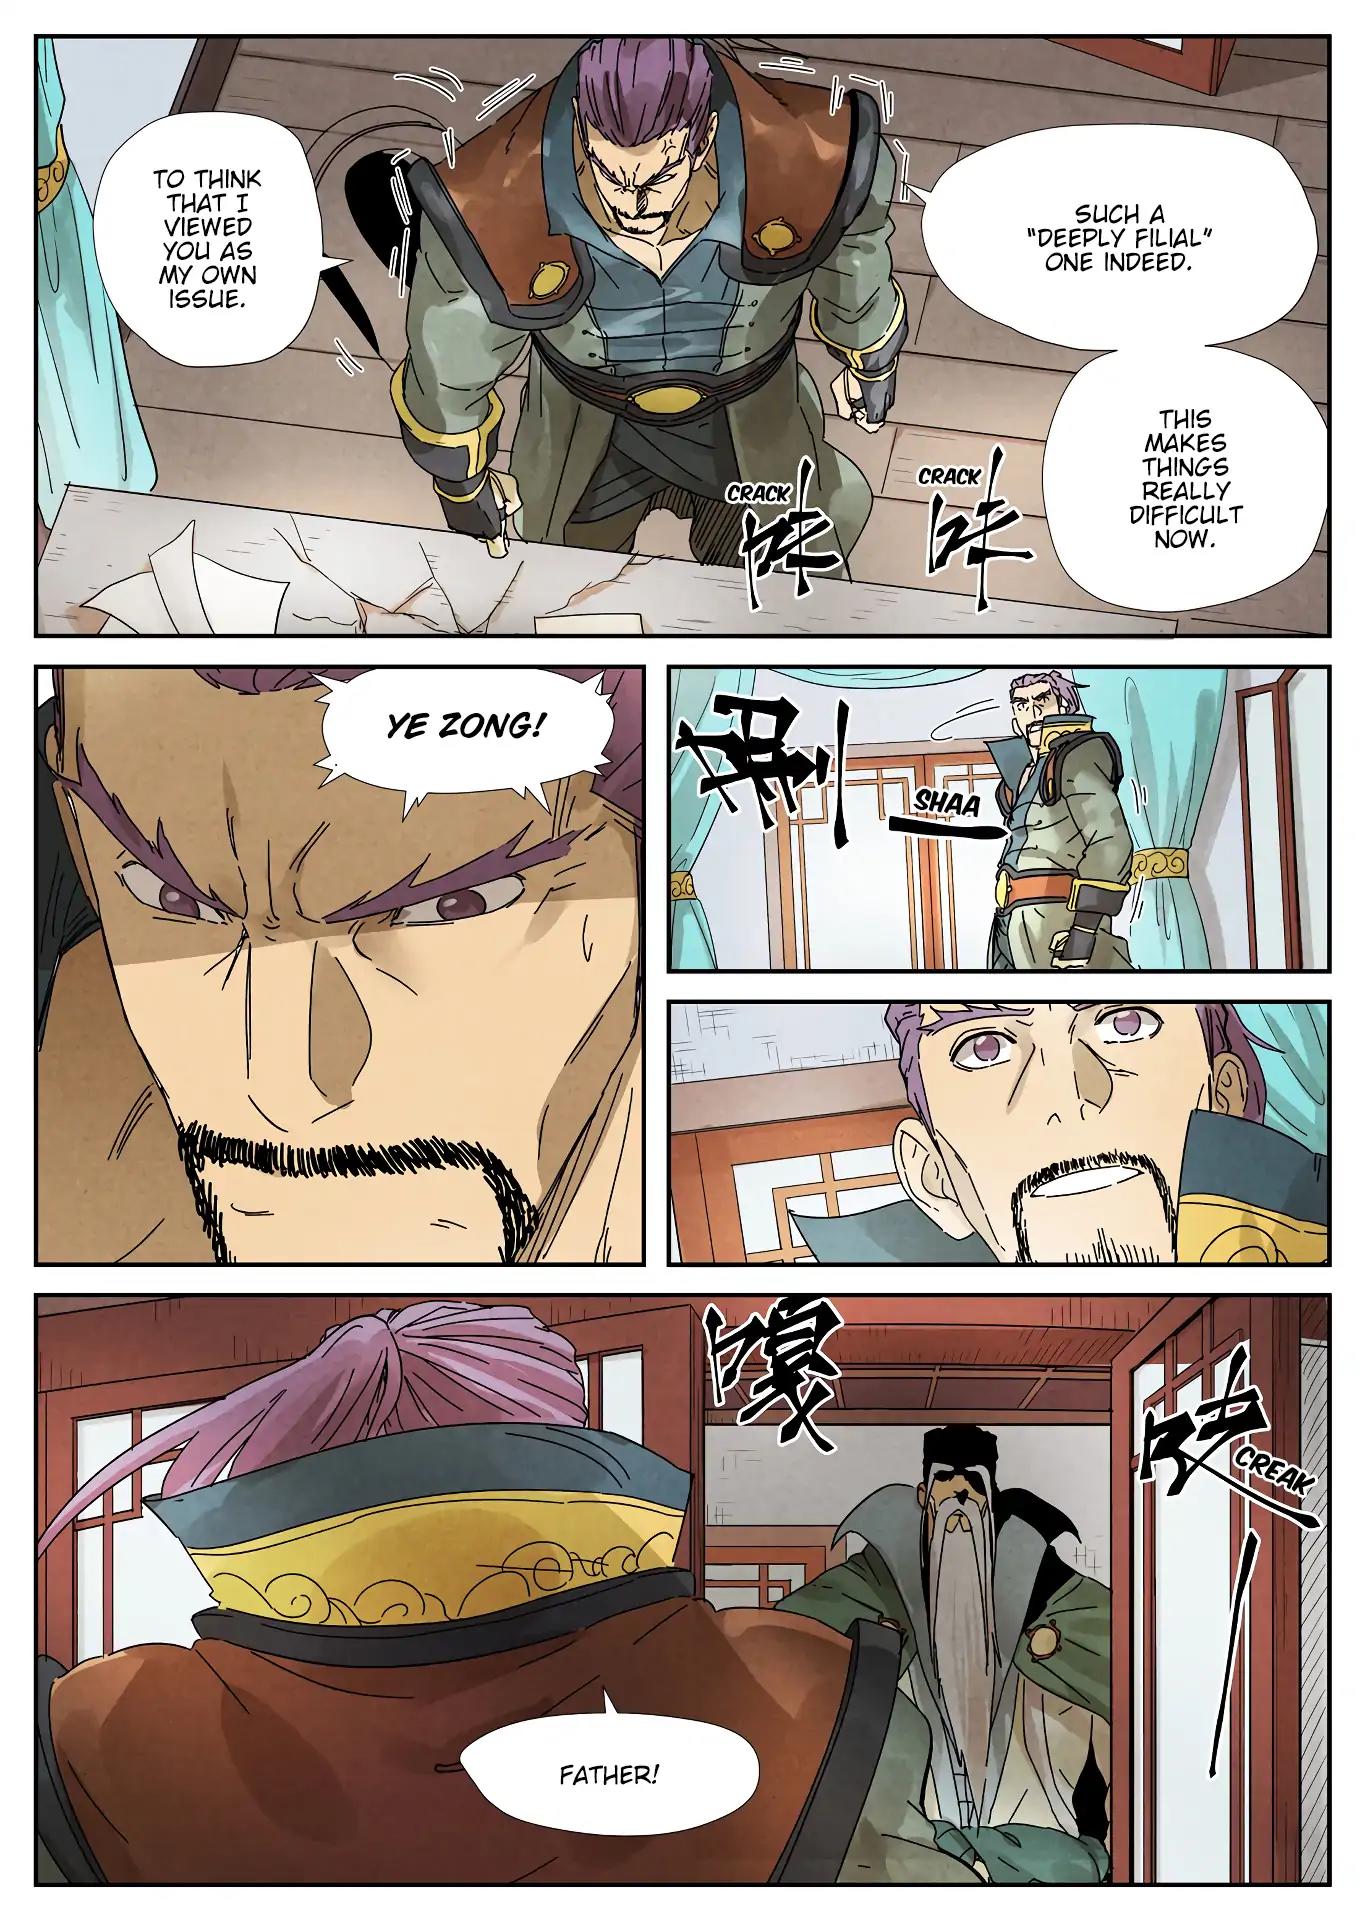 TO THINK
THAT I
VIEWED
YOU AS
MY OWN
ISSUE.
SUCH A
"DEEPLY FILIAL"
ONE INDEED.
THIS
MAKES
THINGS
REALLY
DIFFICULT
NOW.
CRACK
咔
CRACK
咔
YE ZONG!
唰
SHAA
嘎
吱
CREAK
FATHER!